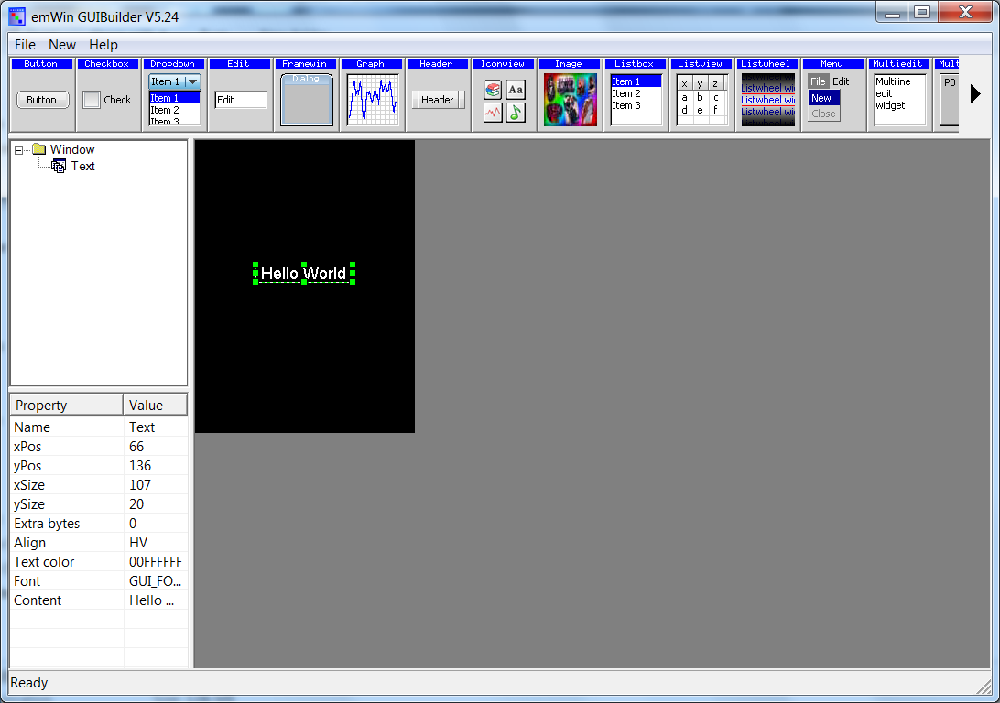 emWin GUIBuilder V5.24
File New Help
Button Checkbox Dropdown Edit Framewin Graph Header Iconview Image Listbox Listview Listwheel Menu Multiedit Mult
Button
Check
Item 1
Item 1
Item 2
Item 3
Edit
Dialog
Header
Aa
Item 1
Item 2
Item 3
x y z
a b c
d e f
Listwheel wi
Listwheel wi
Listwheel wi
File Edit
New
Close
Multiline
edit
widget
P0
Window
Text
Hello World
Property Value
Name Text
xPos 66
yPos 136
xSize 107
ySize 20
Extra bytes 0
Align HV
Text color 00FFFFFF
Font GUI_FO...
Content Hello ...
Ready